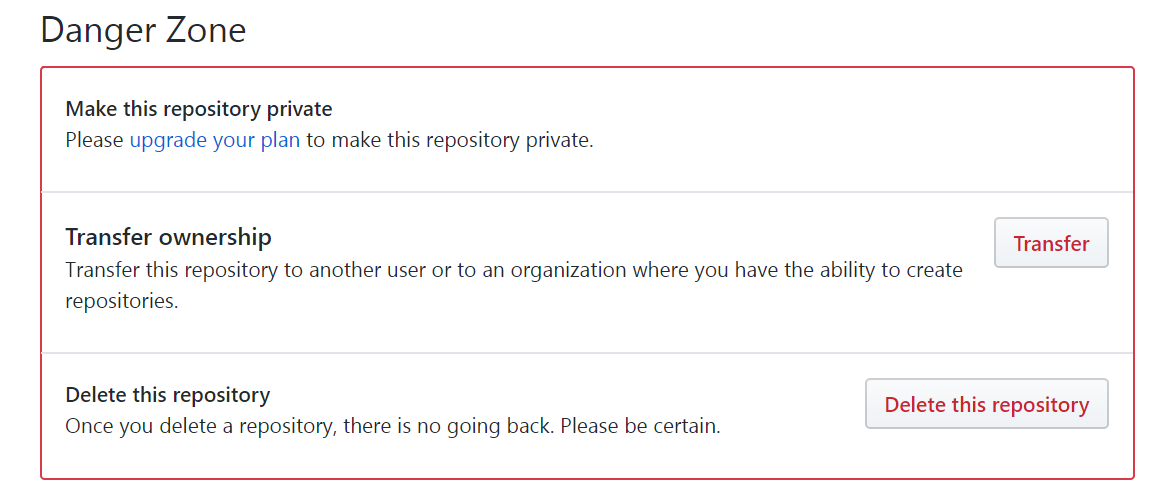 Danger Zone
Make this repository private
Please upgrade your plan to make this repository private.
Transfer ownership
Transfer
Transfer this repository to another user or to an organization where you have the ability to create
repositories.
Delete this repository
Delete this repository
Once you delete a repository, there is no going back. Please be certain.